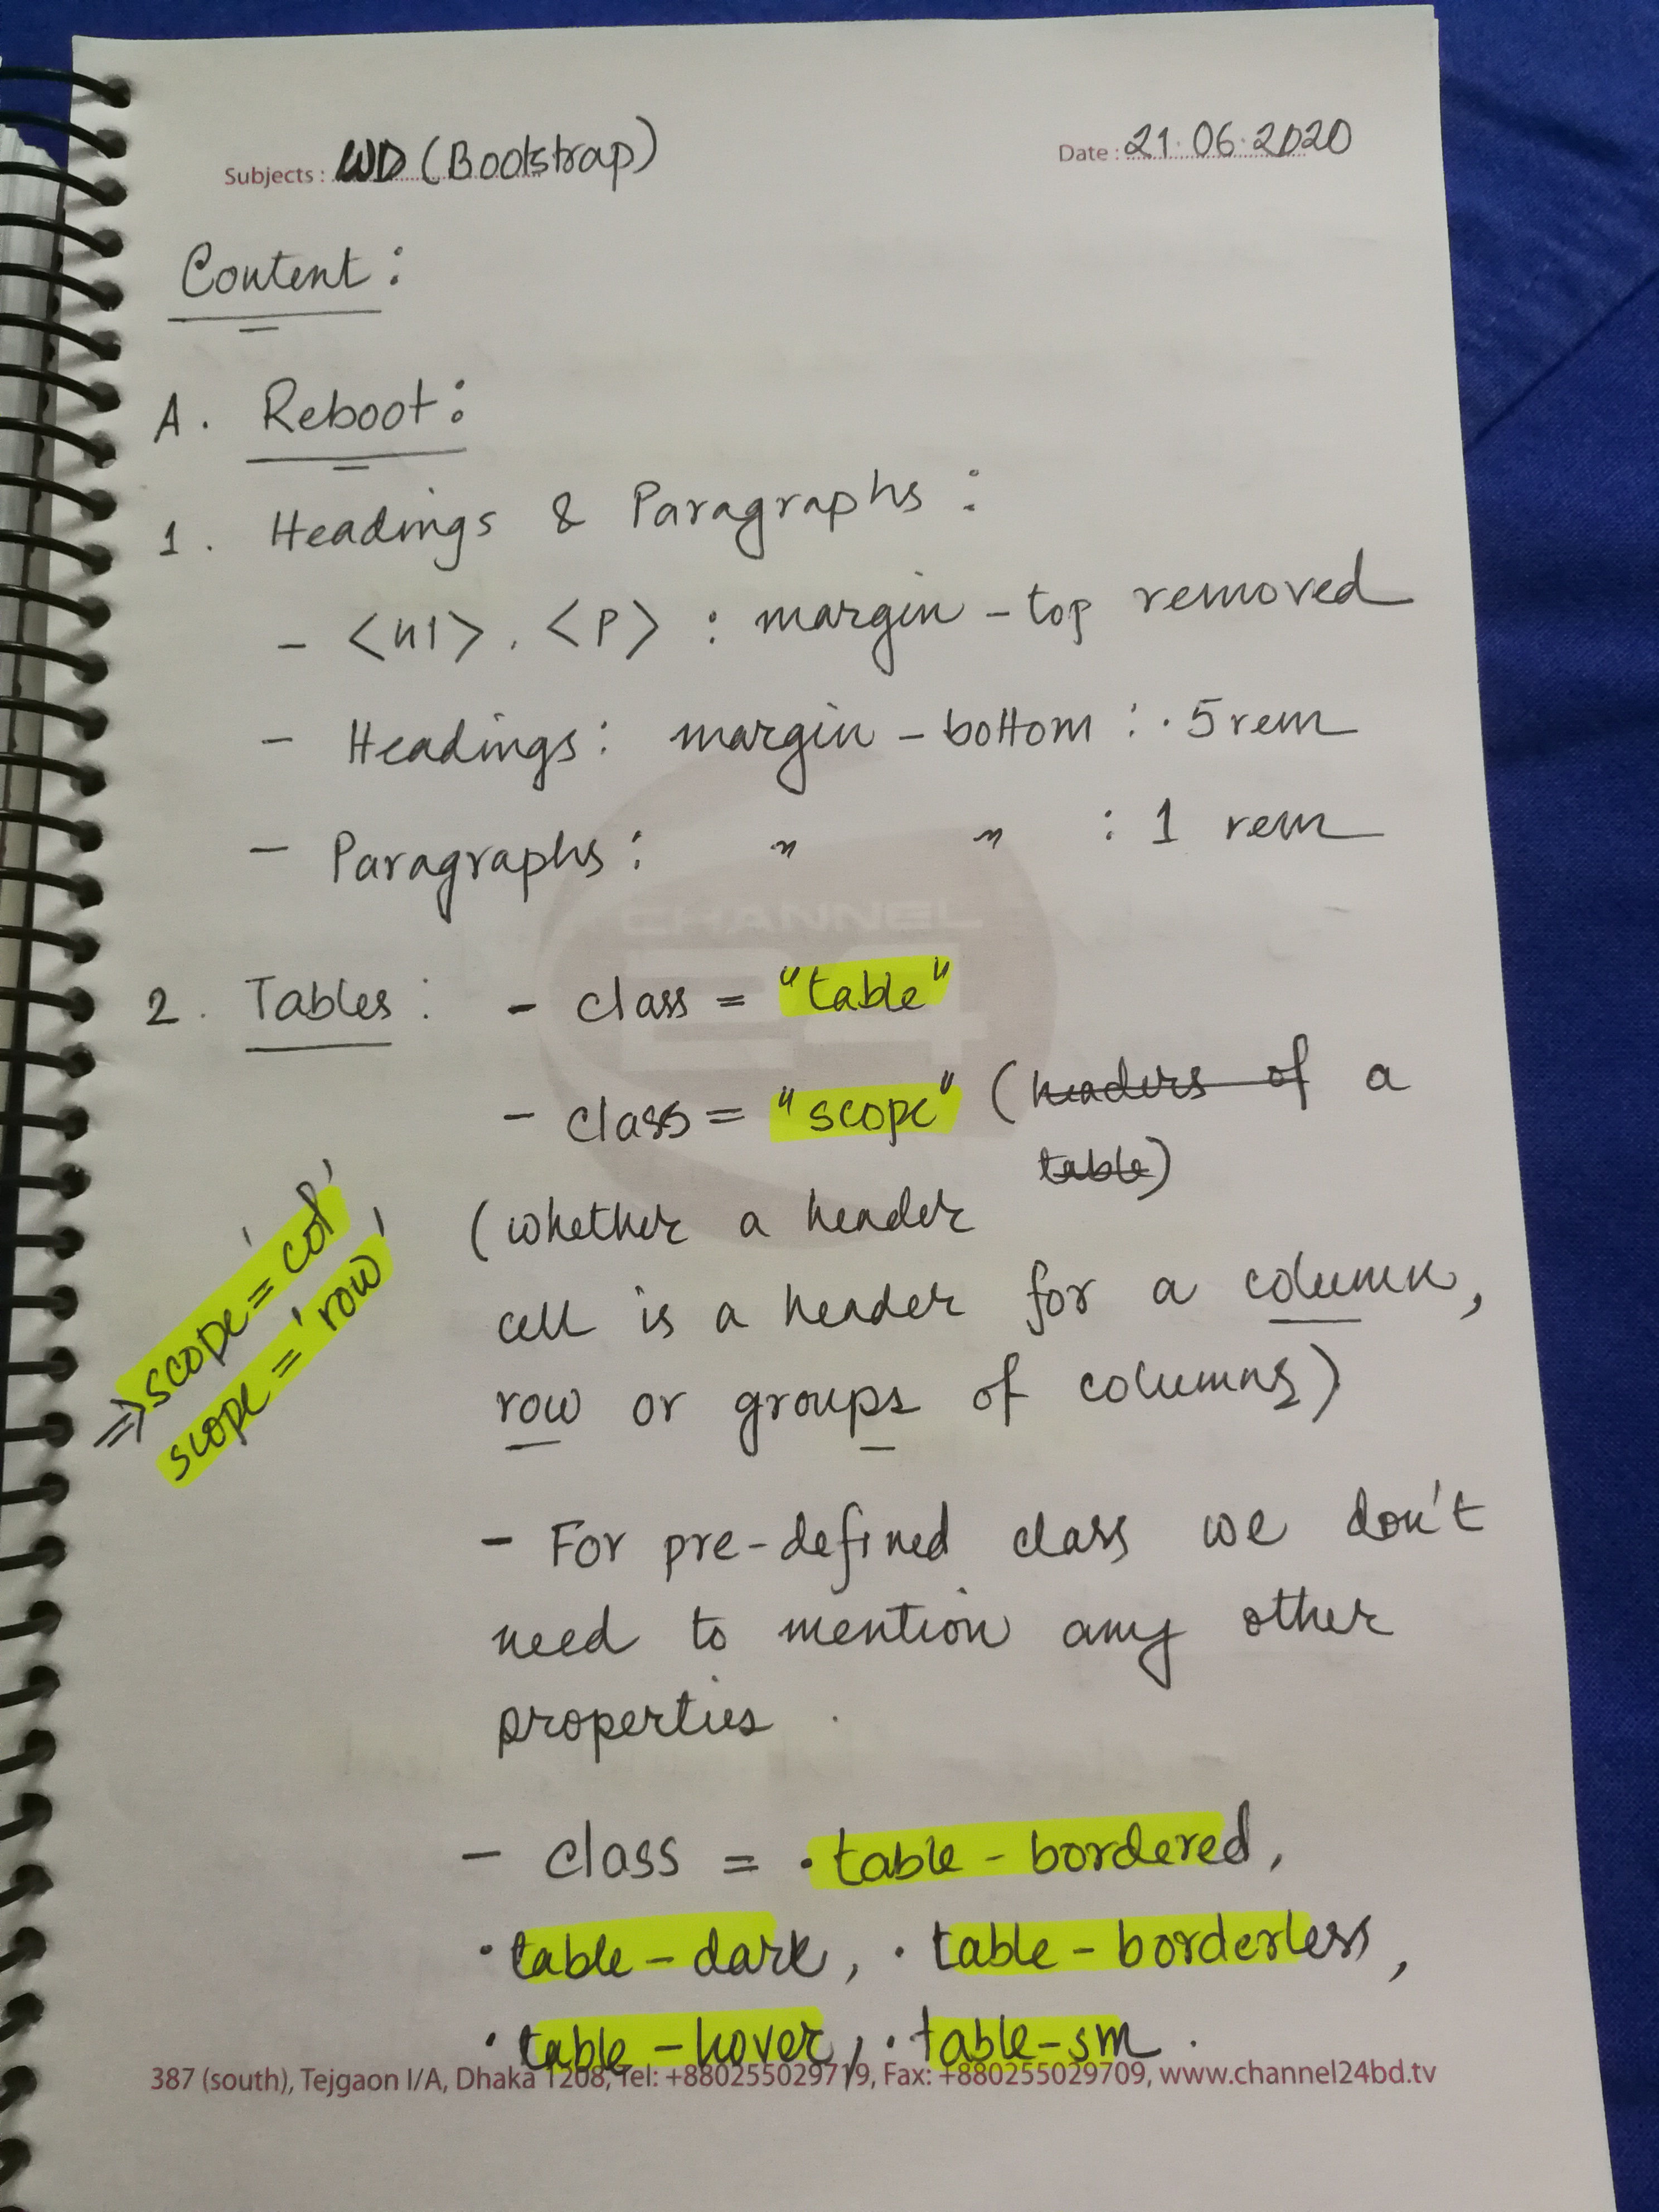 Subjects : WD (Bootstrap)
Date : 21.06.2020
Content :
A. Reboot :
1. Headings & Paragraphs :
- <h1>, <p> : margin-top removed
- Headings : margin-bottom : .5rem
- Paragraphs : " " : 1 rem
CHANNEL
24
2. Tables : - class = "table"
- class = "scope" (headers of a
table)
(whether a header
cell is a header for a column,
row or groups of columns)
⇒ scope = 'col'
scope = 'row'
- For pre-defined class we don't
need to mention any other
properties.
- class = .table-bordered,
.table-dark, .table-borderless,
.table-hover, .table-sm.
387 (south), Tejgaon I/A, Dhaka 1208, Tel: +880255029719, Fax: +880255029709, www.channel24bd.tv